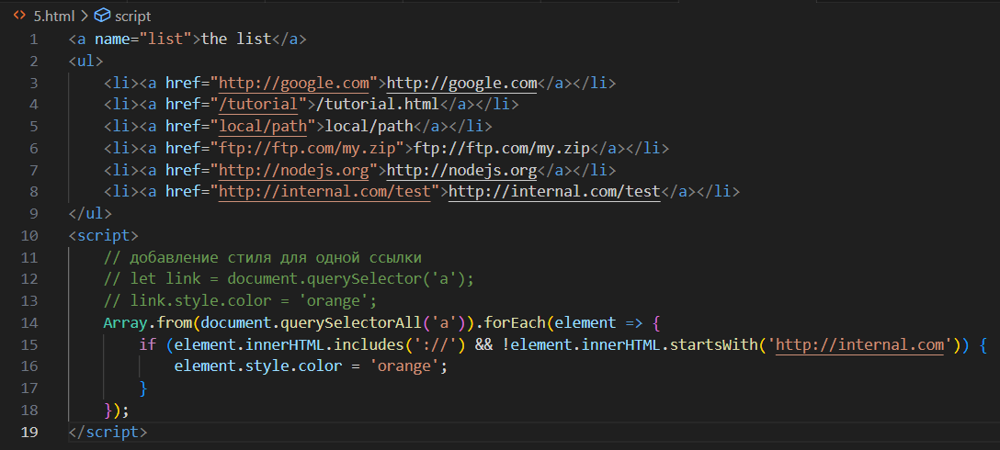 5.html > script
1 <a name="list">the list</a>
2 <ul>
3     <li><a href="http://google.com">http://google.com</a></li>
4     <li><a href="/tutorial">/tutorial.html</a></li>
5     <li><a href="local/path">local/path</a></li>
6     <li><a href="ftp://ftp.com/my.zip">ftp://ftp.com/my.zip</a></li>
7     <li><a href="http://nodejs.org">http://nodejs.org</a></li>
8     <li><a href="http://internal.com/test">http://internal.com/test</a></li>
9 </ul>
10 <script>
11     // добавление стиля для одной ссылки
12     // let link = document.querySelector('a');
13     // link.style.color = 'orange';
14     Array.from(document.querySelectorAll('a')).forEach(element => {
15         if (element.innerHTML.includes('://') && !element.innerHTML.startsWith('http://internal.com')) {
16             element.style.color = 'orange';
17         }
18     });
19 </script>